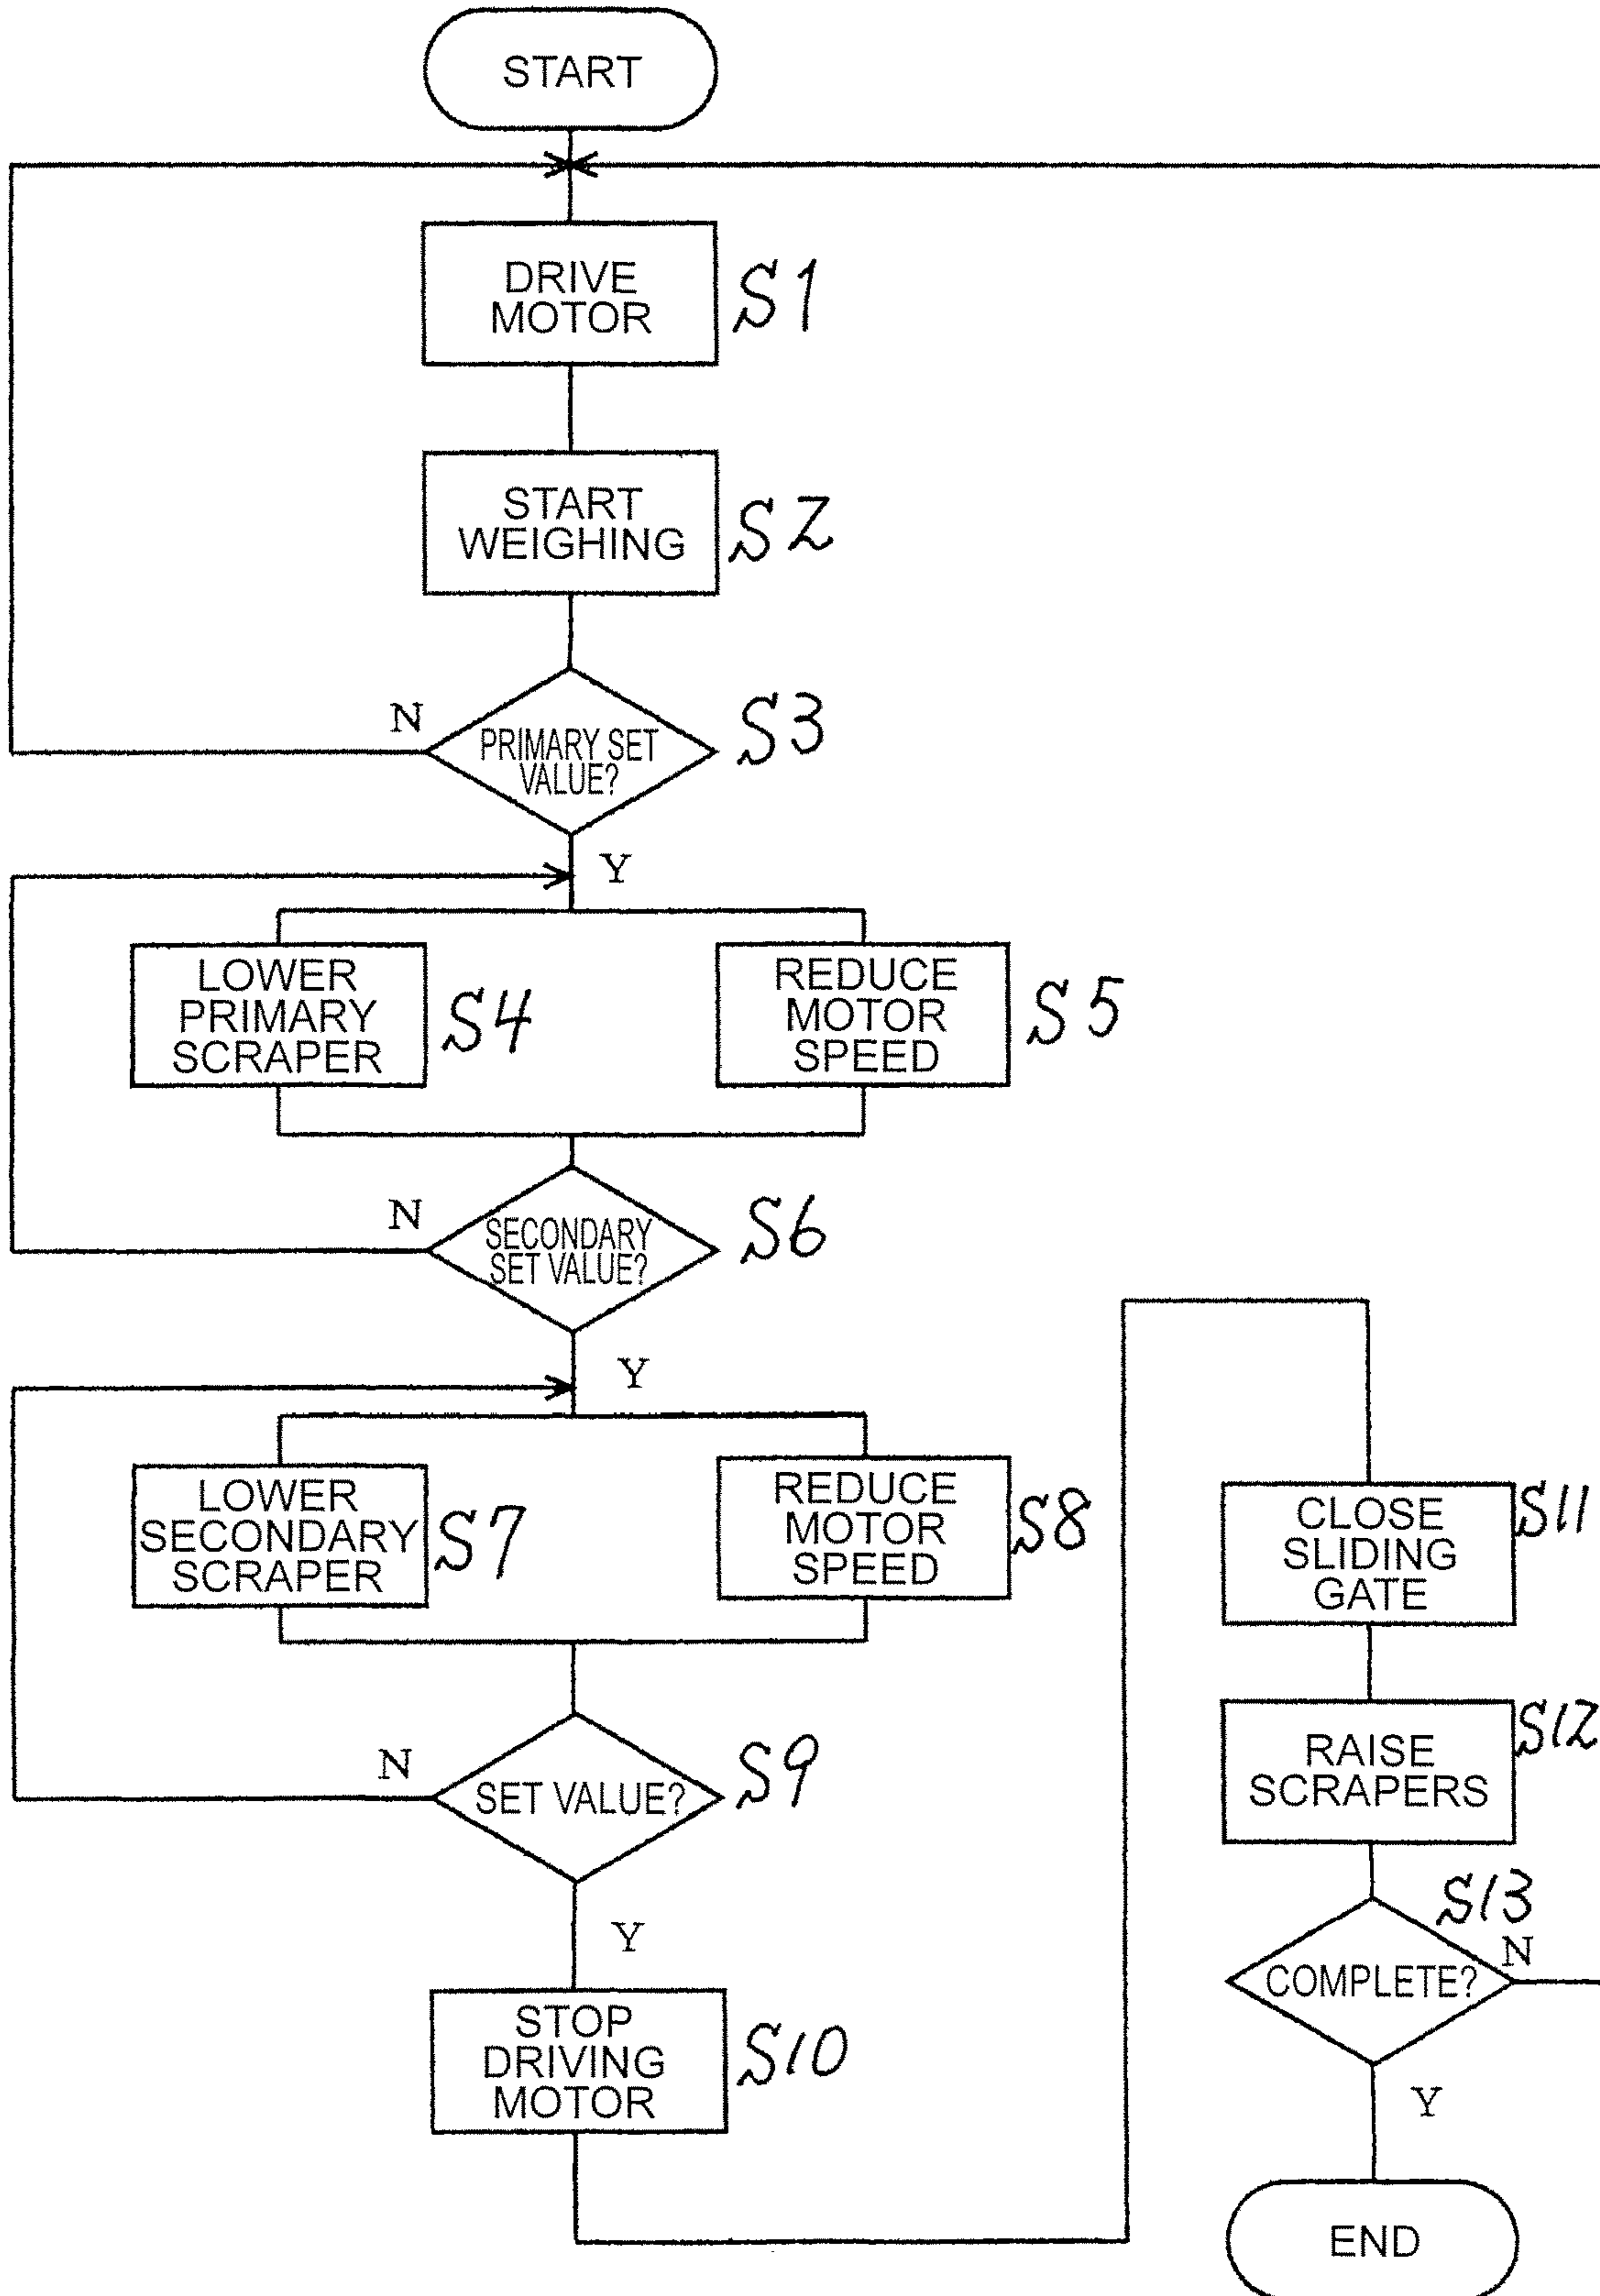 START
DRIVE
MOTOR
S1
START
WEIGHING
S2
PRIMARY SET
VALUE?
S3
N
Y
LOWER
PRIMARY
SCRAPER
S4
REDUCE
MOTOR
SPEED
S5
SECONDARY
SET VALUE?
S6
N
Y
LOWER
SECONDARY
SCRAPER
S7
REDUCE
MOTOR
SPEED
S8
SET VALUE?
S9
N
Y
STOP
DRIVING
MOTOR
S10
CLOSE
SLIDING
GATE
S11
RAISE
SCRAPERS
S12
COMPLETE?
S13
N
Y
END